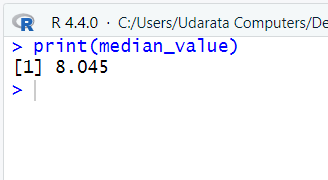 R R 4.4.0 · C:/Users/Udarata Computers/De
> print(median_value)
[1] 8.045
>